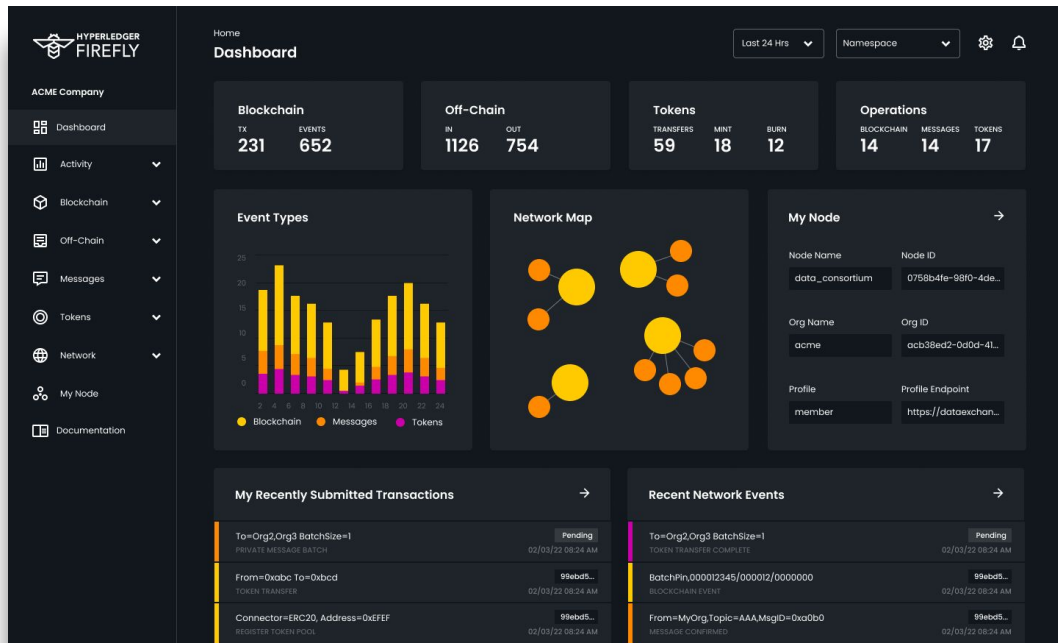 HYPERLEDGER
FIREFLY
ACME Company
Dashboard
Activity
Blockchain
Off-Chain
Messages
Tokens
Network
My Node
Documentation
Home
Dashboard
Last 24 Hrs
Namespace
Blockchain
TX EVENTS
231 652
Off-Chain
IN OUT
1126 754
Tokens
TRANSFERS MINT BURN
59 18 12
Operations
BLOCKCHAIN MESSAGES TOKENS
14 14 17
Event Types
25
20
15
10
5
0
2 4 6 8 10 12 14 16 18 20 22 24
Blockchain Messages Tokens
Network Map
My Node
Node Name Node ID
data_consortium 0758b4fe-98f0-4de...
Org Name Org ID
acme acb38ed2-0d0d-41...
Profile Profile Endpoint
member https://dataexchan...
My Recently Submitted Transactions
To=Org2,Org3 BatchSize=1 Pending
PRIVATE MESSAGE BATCH 02/03/22 08:24 AM
From=0xabc To=0xbcd 99ebd5...
TOKEN TRANSFER 02/03/22 08:24 AM
Connector=ERC20, Address=0xEFEF 99ebd5...
REGISTER TOKEN POOL 02/03/22 08:24 AM
Recent Network Events
To=Org2,Org3 BatchSize=1 Pending
TOKEN TRANSFER COMPLETE 02/03/22 08:24 AM
BatchPin,000012345/000012/0000000 99ebd5...
BLOCKCHAIN EVENT 02/03/22 08:24 AM
From=MyOrg,Topic=AAA,MsgID=0xa0b0 99ebd5...
MESSAGE CONFIRMED 02/03/22 08:24 AM